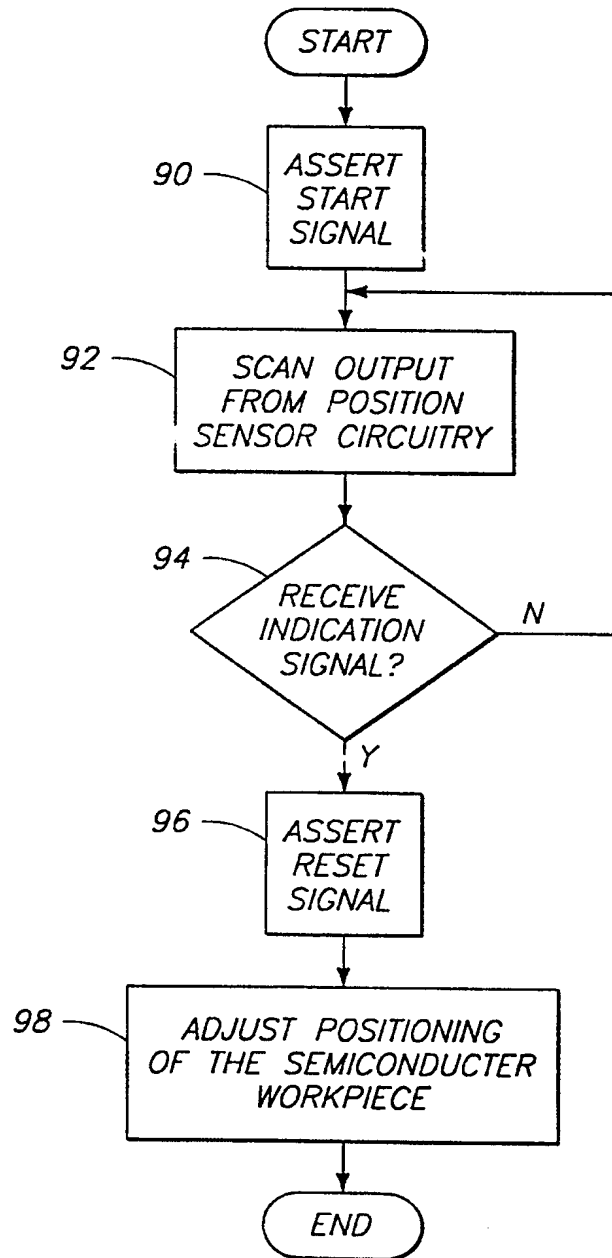 START
90
ASSERT
START
SIGNAL
92
SCAN OUTPUT
FROM POSITION
SENSOR CIRCUITRY
94
RECEIVE
INDICATION
SIGNAL?
N
Y
96
ASSERT
RESET
SIGNAL
98
ADJUST POSITIONING
OF THE SEMICONDUCTER
WORKPIECE
END